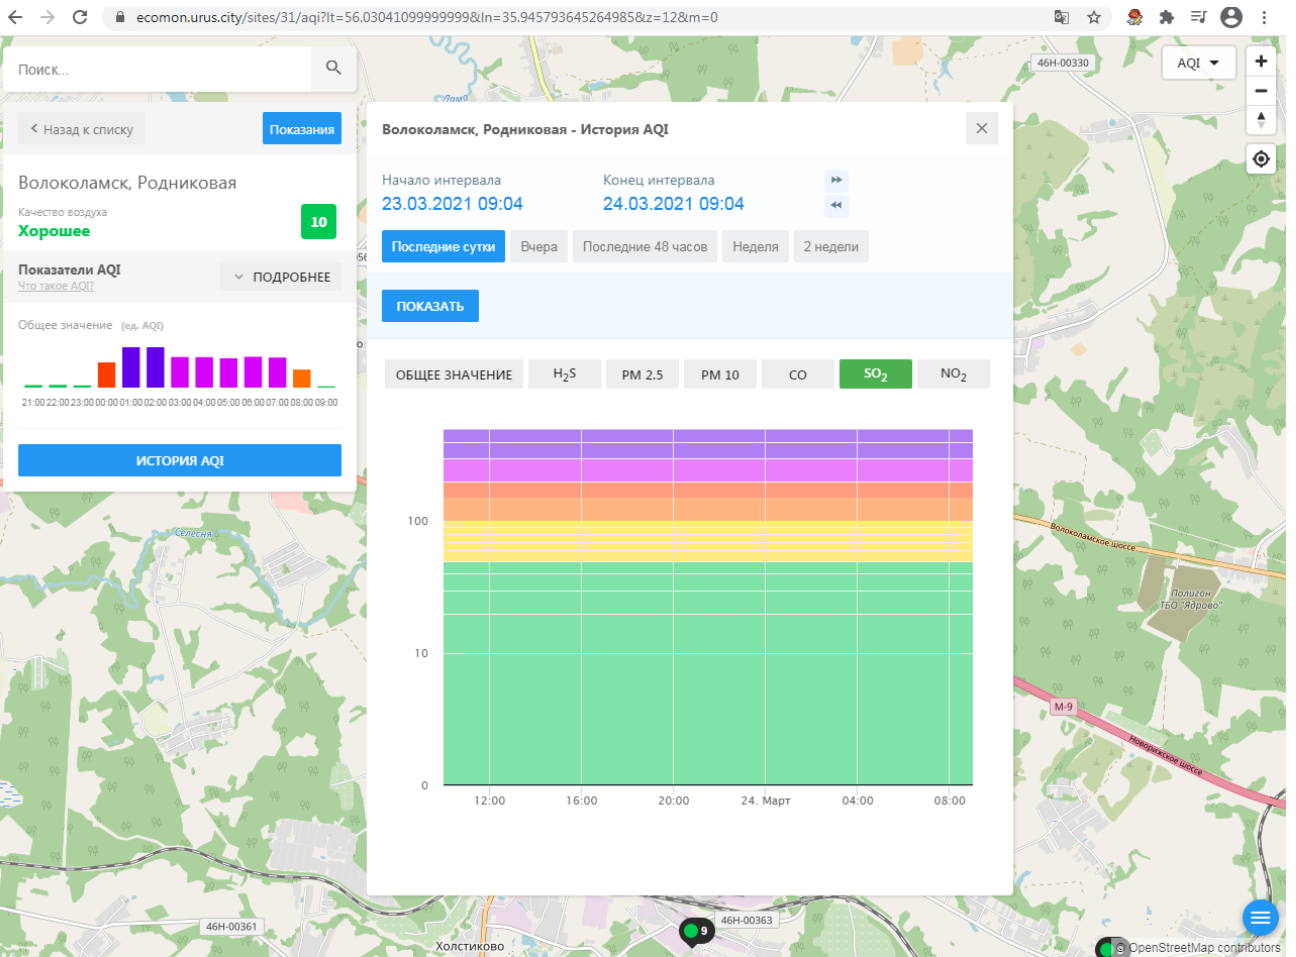 ecomon.urus.city/sites/31/aqi?lt=56.03041099999999&ln=35.945793645264985&z=12&m=0
Поиск...
Назад к списку
Показания
Волоколамск, Родниковая
Качество воздуха
Хорошее
10
Показатели AQI
Что такое AQI?
ПОДРОБНЕЕ
Общее значение (ед. AQI)
21:00 22:00 23:00 00:00 01:00 02:00 03:00 04:00 05:00 06:00 07:00 08:00 09:00
ИСТОРИЯ AQI
Волоколамск, Родниковая - История AQI
Начало интервала
23.03.2021 09:04
Конец интервала
24.03.2021 09:04
Последние сутки
Вчера
Последние 48 часов
Неделя
2 недели
ПОКАЗАТЬ
ОБЩЕЕ ЗНАЧЕНИЕ
H2S
PM 2.5
PM 10
CO
SO2
NO2
100
10
0
12:00
16:00
20:00
24. Март
04:00
08:00
46Н-00330
AQI
Лама
Селесня
Волоколамское шоссе
Полигон
ТБО "Ядрово"
М-9
Новорижское шоссе
46Н-00361
46Н-00363
Холстиково
9
© OpenStreetMap contributors